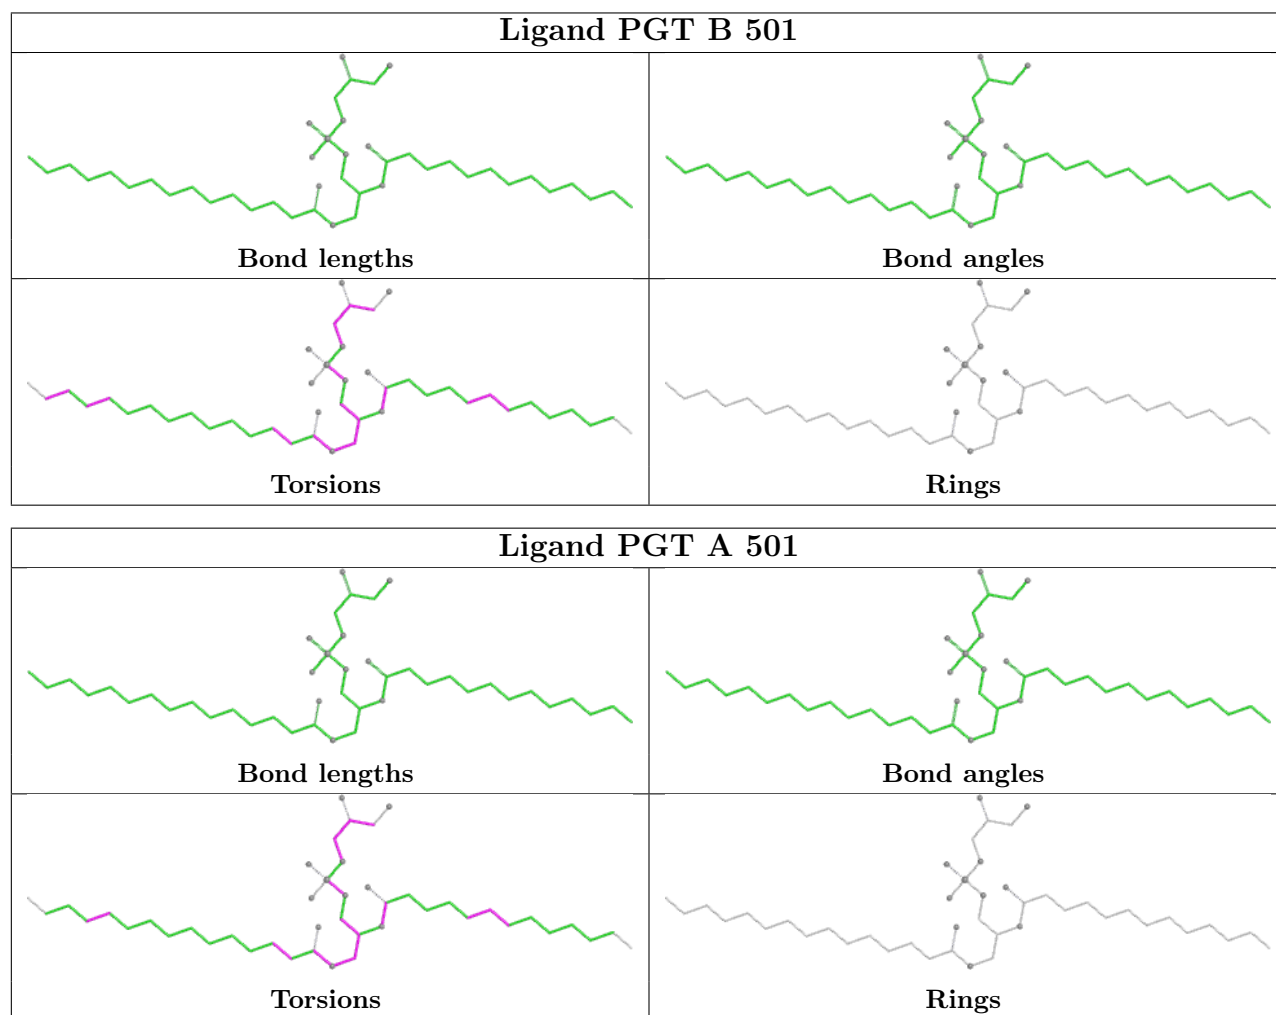 Ligand PGT B 501
Bond lengths
Bond angles
Torsions
Rings
Ligand PGT A 501
Bond lengths
Bond angles
Torsions
Rings